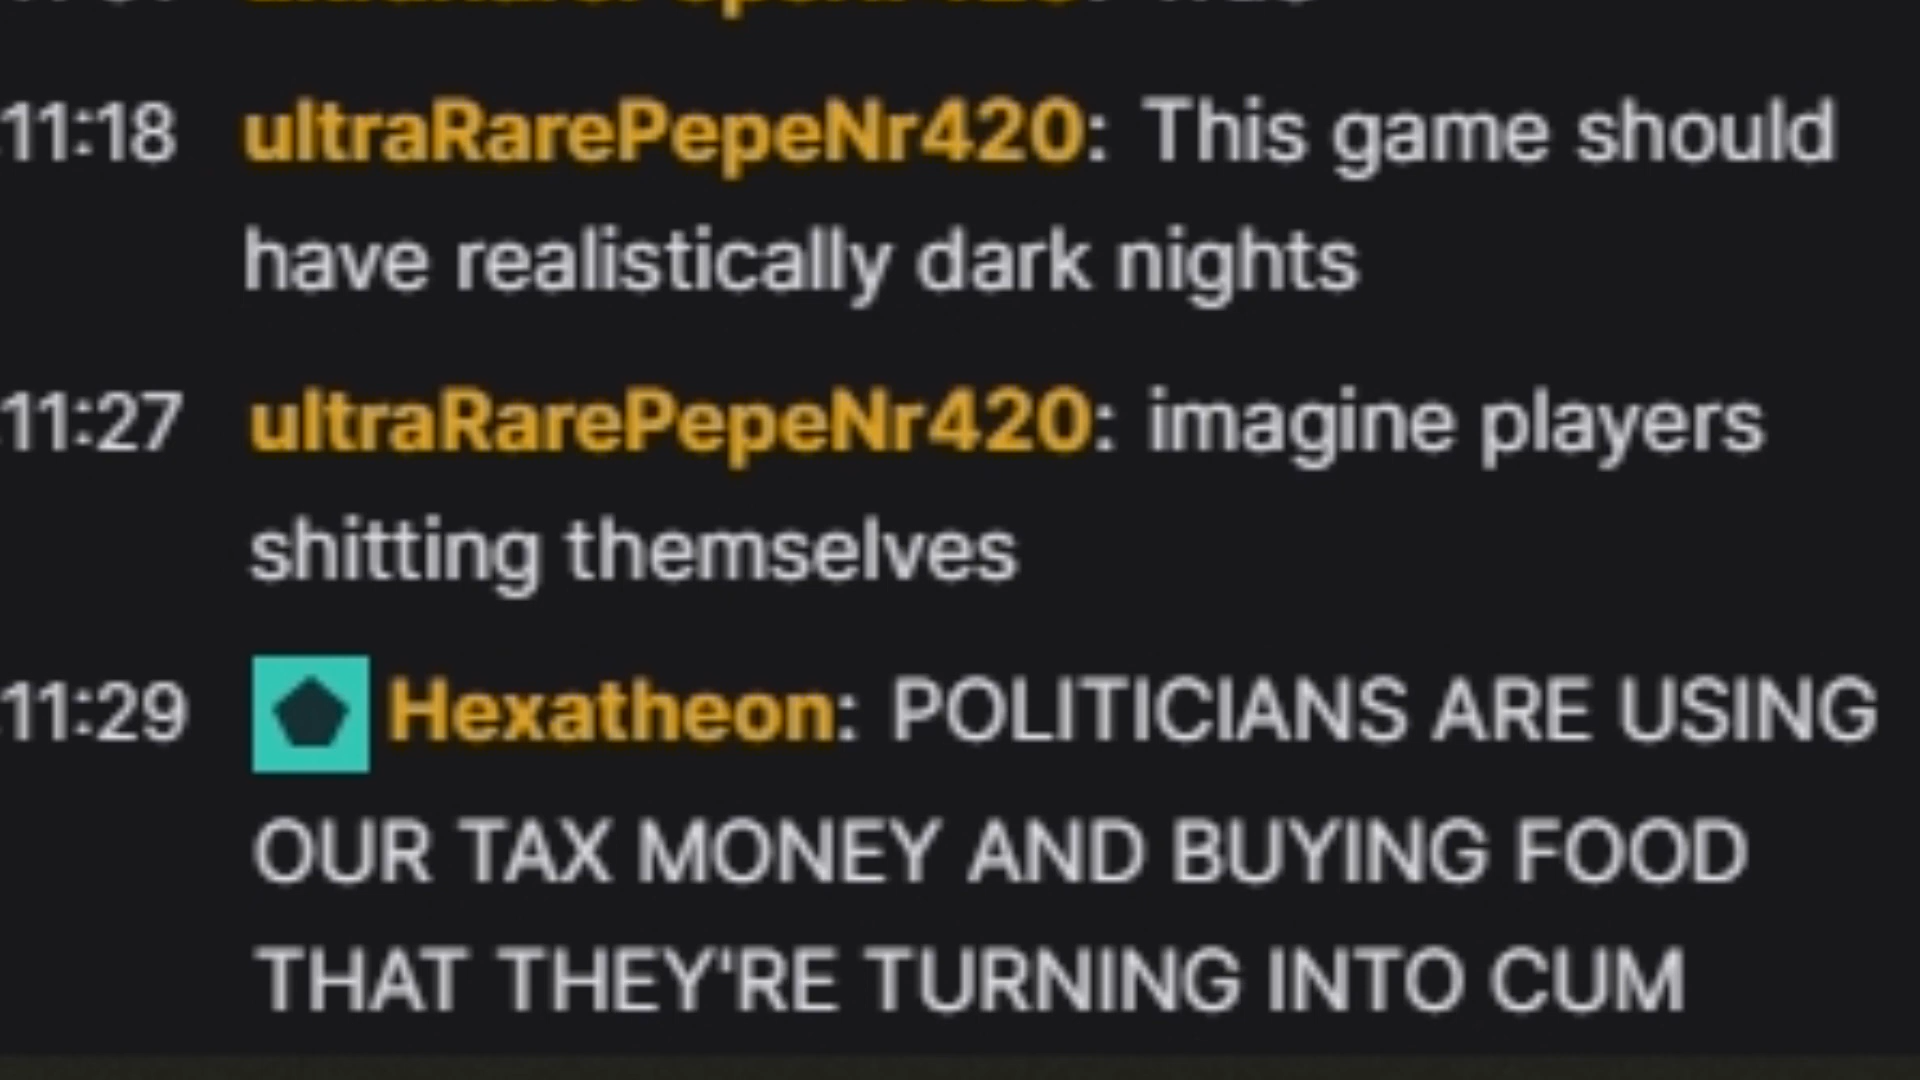 11:18 ultraRarePepeNr420: This game should
have realistically dark nights
11:27 ultraRarePepeNr420: imagine players
shitting themselves
11:29 Hexatheon: POLITICIANS ARE USING
OUR TAX MONEY AND BUYING FOOD
THAT THEY'RE TURNING INTO CUM